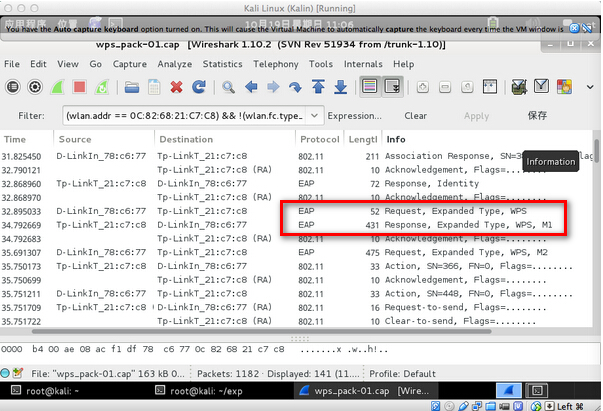 Kali Linux (Kalin) [Running]
应用程序 位置 10月19日星期日 11:06
You have the Auto capture keyboard option turned on. This will cause the Virtual Machine to automatically capture the keyboard every time the VM window is
wps_pack-01.cap [Wireshark 1.10.2 (SVN Rev 51934 from /trunk-1.10)]
File Edit View Go Capture Analyze Statistics Telephony Tools Internals Help
Filter: (wlan.addr == 0C:82:68:21:C7:C8) && !(wlan.fc.type_ Expression... Clear Apply 保存
Time Source Destination Protocol Lengtl Info
31.825450 D-LinkIn_78:c6:77 Tp-LinkT_21:c7:c8 802.11 211 Association Response, SN=3
32.790121 Tp-LinkT_21:c7:c8 (RA) 802.11 10 Acknowledgement, Flags=........
32.868960 Tp-LinkT_21:c7:c8 D-LinkIn_78:c6:77 EAP 72 Response, Identity
32.868970 Tp-LinkT_21:c7:c8 (RA) 802.11 10 Acknowledgement, Flags=........
32.895033 D-LinkIn_78:c6:77 Tp-LinkT_21:c7:c8 EAP 52 Request, Expanded Type, WPS
34.792669 Tp-LinkT_21:c7:c8 D-LinkIn_78:c6:77 EAP 431 Response, Expanded Type, WPS, M1
34.792683 Tp-LinkT_21:c7:c8 (RA) 802.11 10 Acknowledgement, Flags=........
35.691307 D-LinkIn_78:c6:77 Tp-LinkT_21:c7:c8 EAP 475 Request, Expanded Type, WPS, M2
35.750173 Tp-LinkT_21:c7:c8 D-LinkIn_78:c6:77 802.11 33 Action, SN=366, FN=0, Flags=........
35.750699 Tp-LinkT_21:c7:c8 (RA) 802.11 10 Acknowledgement, Flags=........
35.751211 D-LinkIn_78:c6:77 Tp-LinkT_21:c7:c8 802.11 33 Action, SN=448, FN=0, Flags=........
35.751709 Tp-LinkT_21:c7:c8 ( D-LinkIn_78:c6:77 (RA) 802.11 16 Request-to-send, Flags=........
35.751722 Tp-LinkT_21:c7:c8 (RA) 802.11 10 Clear-to-send, Flags=........
Information
0000 b4 00 ae 08 ac f1 df 78 c6 77 0c 82 68 21 c7 c8 .......x .w..h!..
File: "wps_pack-01.cap" 163 kB 0... Packets: 1182 · Displayed: 141 (11.... Profile: Default
root@kali: ~ root@kali: ~/exp wps_pack-01.cap [Wire...
Left ⌘